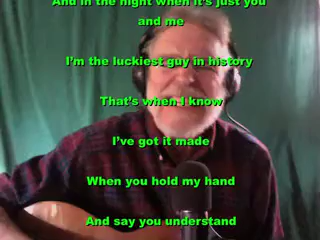 And in the night when it's just you
and me
I'm the luckiest guy in history
That's when I know
I've got it made
When you hold my hand
And say you understand